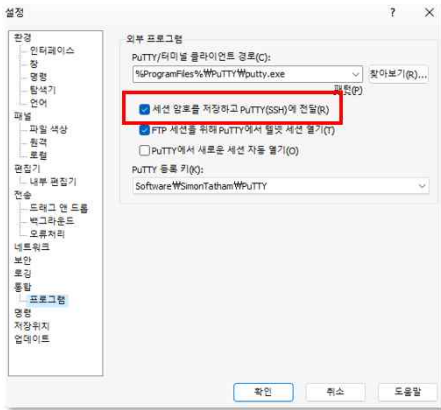 설정
?
환경
인터페이스
창
명령
탐색기
언어
패널
파일 색상
원격
로컬
편집기
내부 편집기
전송
드래그 앤 드롭
백그라운드
오류처리
네트워크
보안
로깅
통합
프로그램
명령
저장위치
업데이트
외부 프로그램
PuTTY/터미널 클라이언트 경로(C):
%ProgramFiles%₩PuTTY₩putty.exe
찾아보기(R)...
패턴(P)
세션 암호를 저장하고 PuTTY(SSH)에 전달(R)
FTP 세션을 위해 PuTTY에서 텔넷 세션 열기(T)
PuTTY에서 새로운 세션 자동 열기(O)
PuTTY 등록 키(K):
Software₩SimonTatham₩PuTTY
확인
취소
도움말